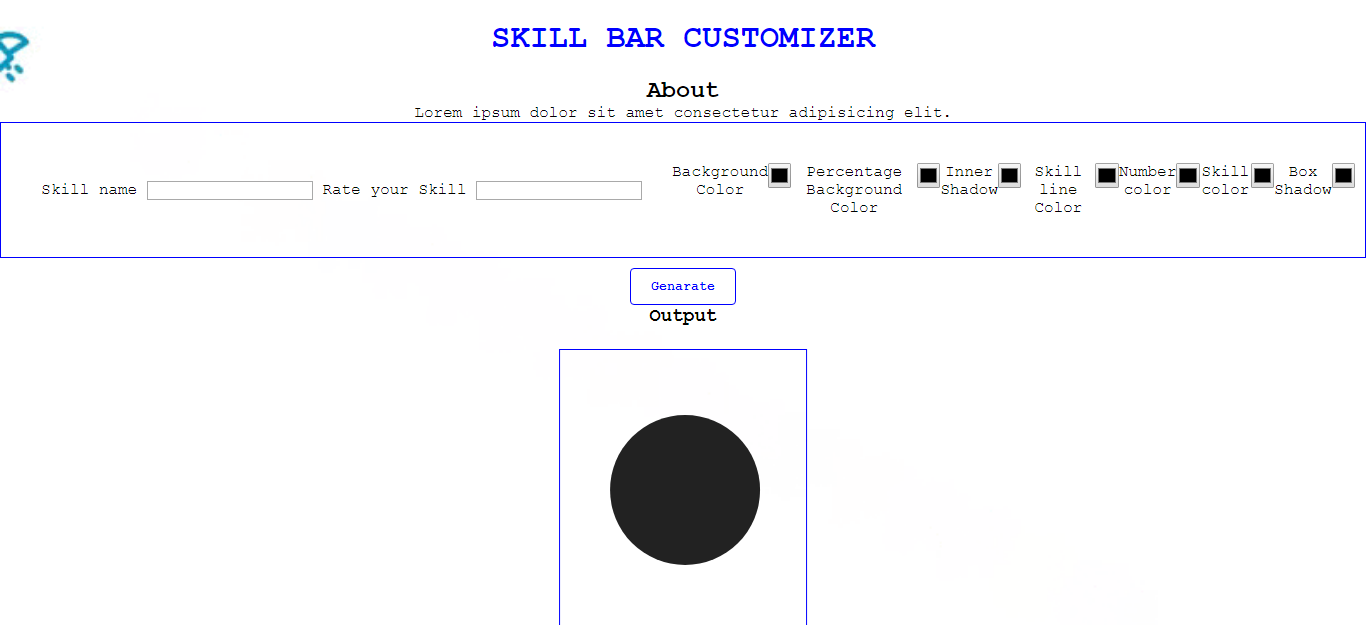 SKILL BAR CUSTOMIZER
About
Lorem ipsum dolor sit amet consectetur adipisicing elit.
Skill name
Rate your Skill
Background
Color
Percentage
Background
Color
Inner
Shadow
Skill
line
Color
Number
color
Skill
color
Box
Shadow
Genarate
Output